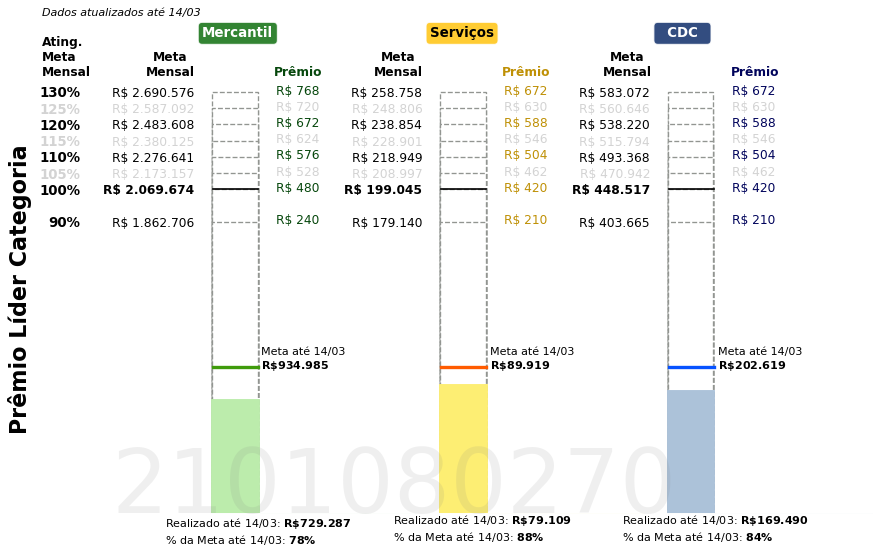 Dados atualizados até 14/03
Mercantil Serviços CDC
Ating. Meta Mensal Meta Mensal Prêmio Meta Mensal Prêmio Meta Mensal Prêmio
130% R$ 2.690.576 R$ 768 R$ 258.758 R$ 672 R$ 583.072 R$ 672
125% R$ 2.587.092 R$ 720 R$ 248.806 R$ 630 R$ 560.646 R$ 630
120% R$ 2.483.608 R$ 672 R$ 238.854 R$ 588 R$ 538.220 R$ 588
115% R$ 2.380.125 R$ 624 R$ 228.901 R$ 546 R$ 515.794 R$ 546
110% R$ 2.276.641 R$ 576 R$ 218.949 R$ 504 R$ 493.368 R$ 504
105% R$ 2.173.157 R$ 528 R$ 208.997 R$ 462 R$ 470.942 R$ 462
100% R$ 2.069.674 R$ 480 R$ 199.045 R$ 420 R$ 448.517 R$ 420
90% R$ 1.862.706 R$ 240 R$ 179.140 R$ 210 R$ 403.665 R$ 210
Prêmio Líder Categoria
Meta até 14/03 Meta até 14/03 Meta até 14/03
R$934.985 R$89.919 R$202.619
2101080270
Realizado até 14/03: R$729.287 Realizado até 14/03: R$79.109 Realizado até 14/03: R$169.490
% da Meta até 14/03: 78% % da Meta até 14/03: 88% % da Meta até 14/03: 84%